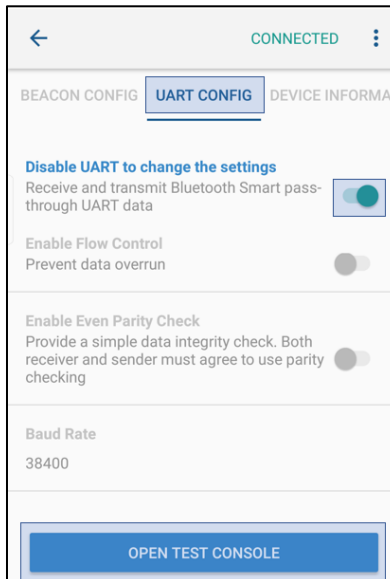 CONNECTED
BEACON CONFIG UART CONFIG DEVICE INFORMA
Disable UART to change the settings
Receive and transmit Bluetooth Smart pass-
through UART data
Enable Flow Control
Prevent data overrun
Enable Even Parity Check
Provide a simple data integrity check. Both
receiver and sender must agree to use parity
checking
Baud Rate
38400
OPEN TEST CONSOLE